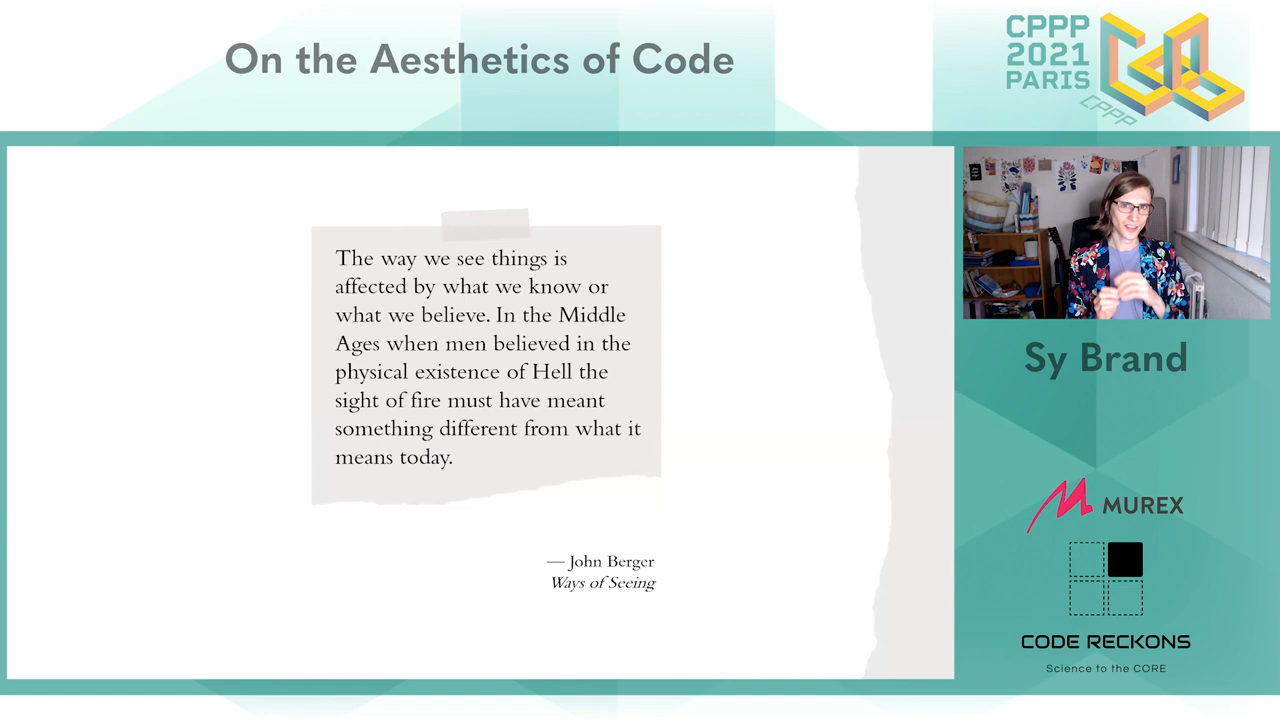 On the Aesthetics of Code
CPPP
2021
PARIS
CPPP
The way we see things is
affected by what we know or
what we believe. In the Middle
Ages when men believed in the
physical existence of Hell the
sight of fire must have meant
something different from what it
means today.
— John Berger
Ways of Seeing
Sy Brand
MUREX
CODE RECKONS
Science to the CORE